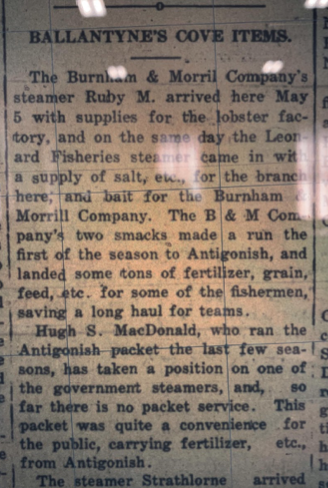 BALLANTYNE'S COVE ITEMS.
The Burnham & Morril Company's
steamer Ruby M. arrived here May
5 with supplies for the lobster fac-
tory, and on the same day the Leon-
ard Fisheries steamer came in with
a supply of salt, etc., for the branch
here, and bait for the Burnham &
Morrill Company. The B & M Com-
pany's two smacks made a run the
first of the season to Antigonish, and
landed some tons of fertilizer, grain,
feed, etc. for some of the fishermen,
saving a long haul for teams.
Hugh S. MacDonald, who ran the
Antigonish packet the last few sea-
sons, has taken a position on one of
the government steamers, and, so
far there is no packet service. This
packet was quite a convenience for
the public, carrying fertilizer, etc.,
from Antigonish.
The steamer Strathlorne arrived